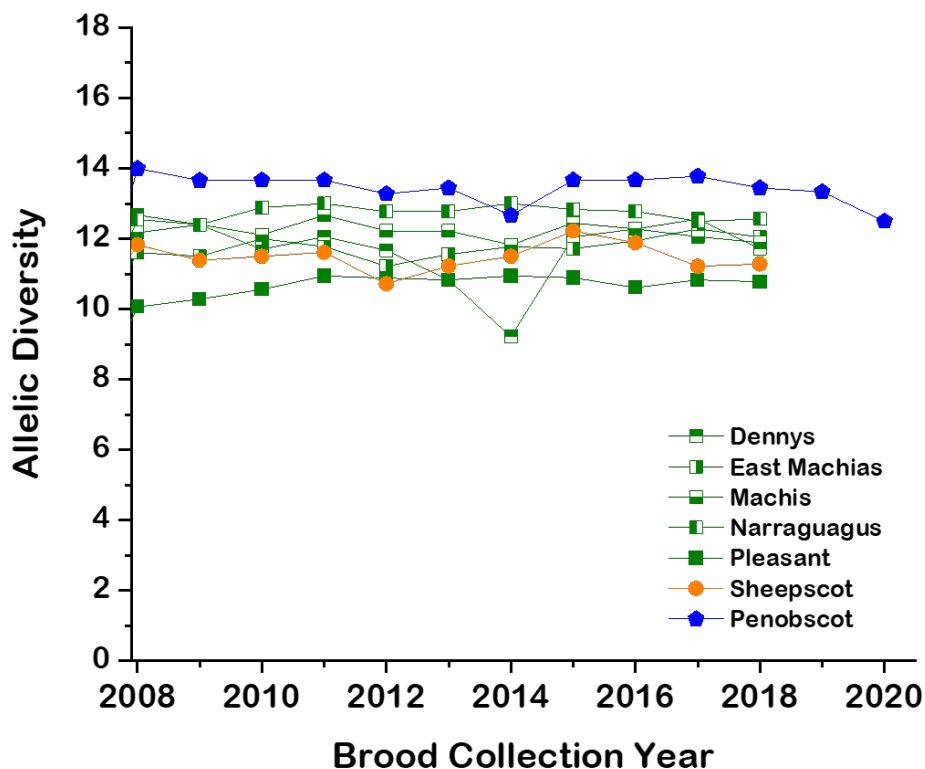 18
16
14
12
10
8
6
4
2
0
Allelic Diversity
2008 2010 2012 2014 2016 2018 2020
Brood Collection Year
Dennys
East Machias
Machis
Narraguagus
Pleasant
Sheepscot
Penobscot